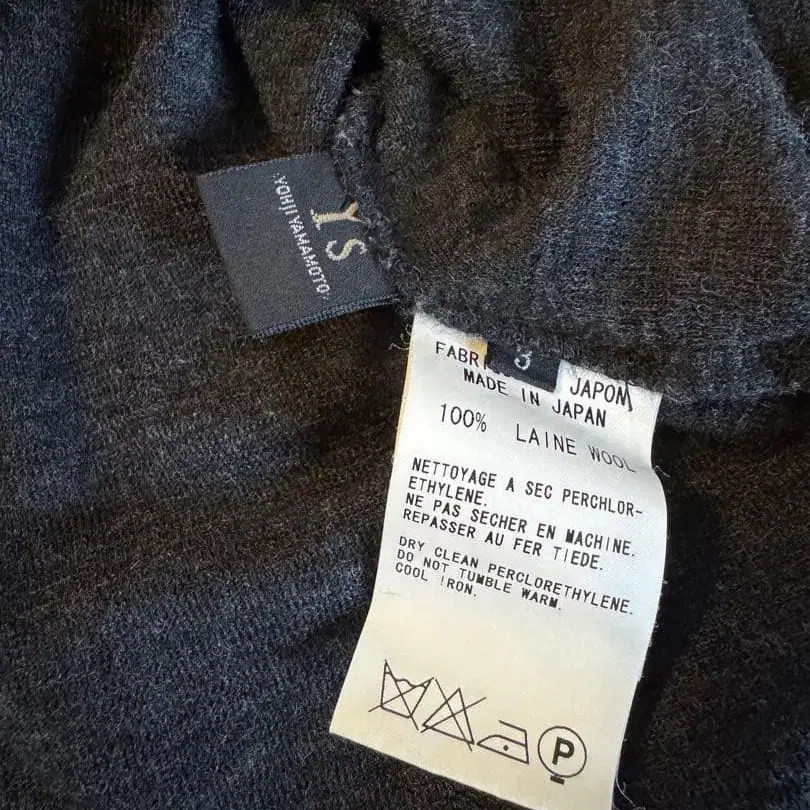 Y's
YOHJI YAMAMOTO
3
JAPON
MADE IN JAPAN
100% LAINE WOOL
NETTOYAGE A SEC PERCHLOR-
ETHYLENE.
NE PAS SECHER EN MACHINE.
REPASSER AU FER TIEDE.
DRY CLEAN PERCLORETHYLENE.
DO NOT TUMBLE WARM.
COOL IRON.
P